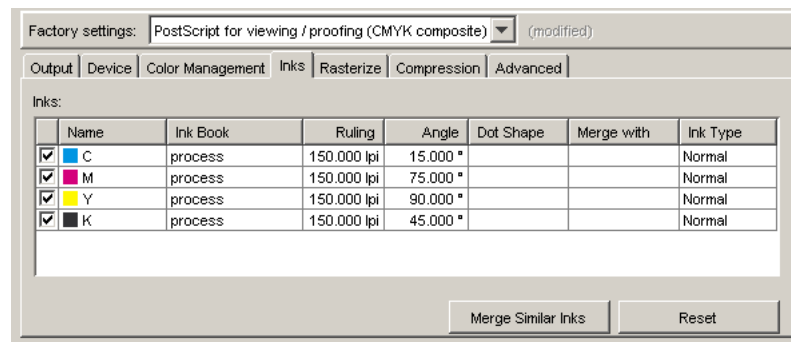 Factory settings: PostScript for viewing / proofing (CMYK composite) (modified)
Output Device Color Management Inks Rasterize Compression Advanced
Inks:
Name Ink Book Ruling Angle Dot Shape Merge with Ink Type
C process 150.000 lpi 15.000 ° Normal
M process 150.000 lpi 75.000 ° Normal
Y process 150.000 lpi 90.000 ° Normal
K process 150.000 lpi 45.000 ° Normal
Merge Similar Inks Reset